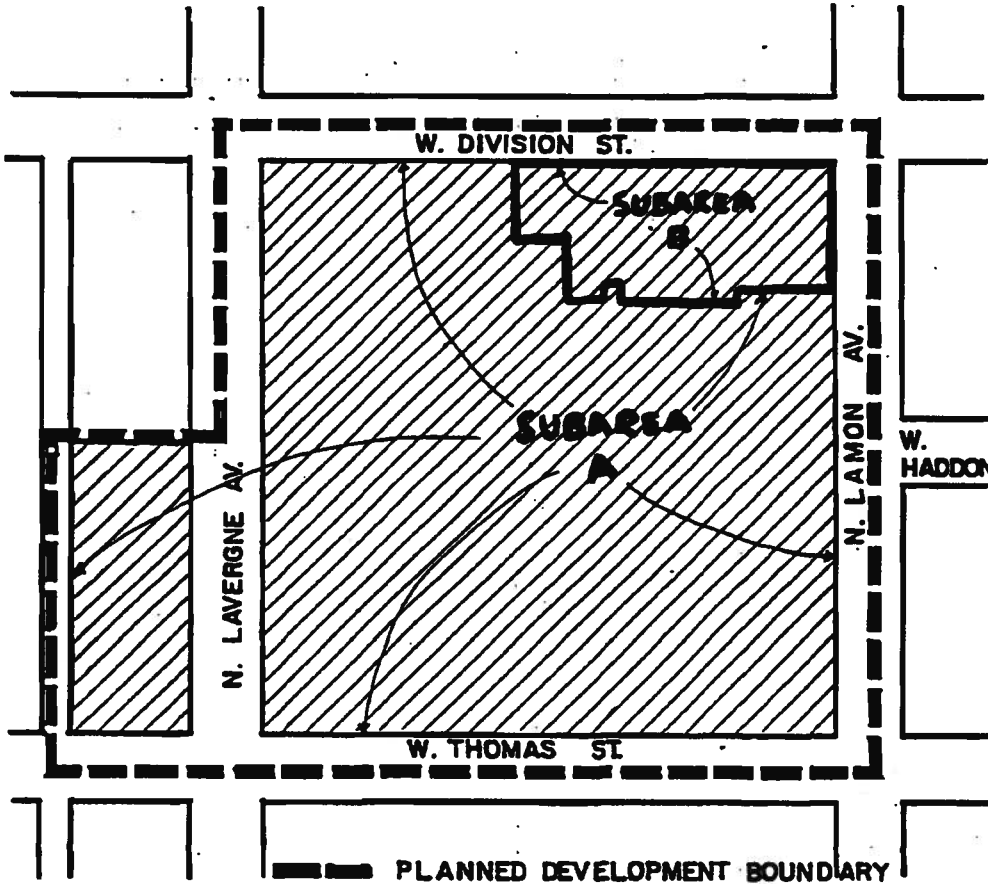 W. DIVISION ST.
SUBAREA
B
SUBAREA
A
N. LAVERGNE AV.
N. LAMON AV.
W.
HADDON
W. THOMAS ST.
PLANNED DEVELOPMENT BOUNDARY